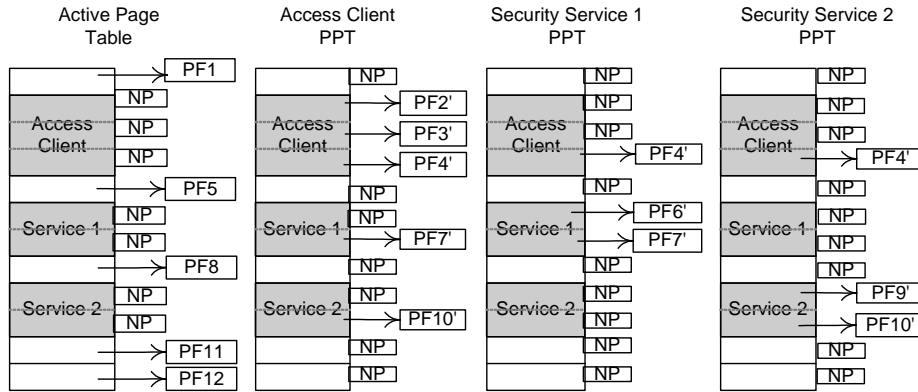 Active Page
Table
PF1
NP
NP
NP
Access
Client
PF5
NP
NP
Service 1
PF8
NP
NP
Service 2
PF11
PF12
Access Client
PPT
NP
PF2'
PF3'
PF4'
Access
Client
NP
NP
Service 1
PF7'
NP
NP
Service 2
PF10'
NP
NP
Security Service 1
PPT
NP
NP
NP
Access
Client
PF4'
NP
PF6'
Service 1
PF7'
NP
NP
Service 2
NP
NP
NP
Security Service 2
PPT
NP
NP
NP
Access
Client
PF4'
NP
NP
Service 1
NP
NP
PF9'
Service 2
PF10'
NP
NP